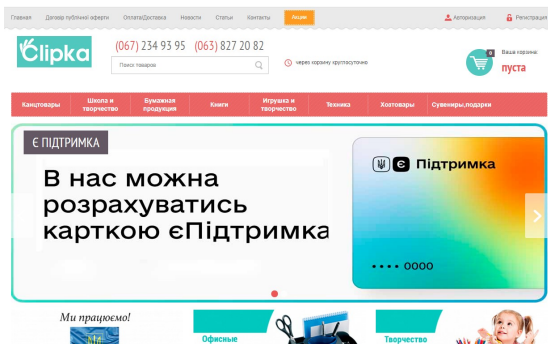 Главная Договір публічної оферти Оплата/Доставка Новости Статьи Контакты Акции Авторизация Регистрация
Clipka
(067) 234 93 95 (063) 827 20 82
Поиск товаров
через корзину круглосуточно
0
Ваша корзина:
пуста
Канцтовары Школа и творчество Бумажная продукция Книги Игрушка и творчество Техника Хозтовары Сувениры,подарки
Є ПІДТРИМКА
В нас можна
розрахуватись
карткою єПідтримка
Є Підтримка
•••• 0000
Ми працюємо!
Офисные
Творчество